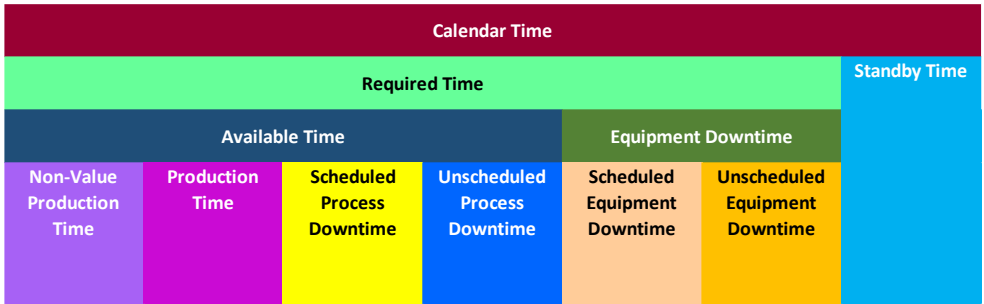 Calendar Time
Required Time
Standby Time
Available Time
Equipment Downtime
Non-Value
Production
Time
Production
Time
Scheduled
Process
Downtime
Unscheduled
Process
Downtime
Scheduled
Equipment
Downtime
Unscheduled
Equipment
Downtime